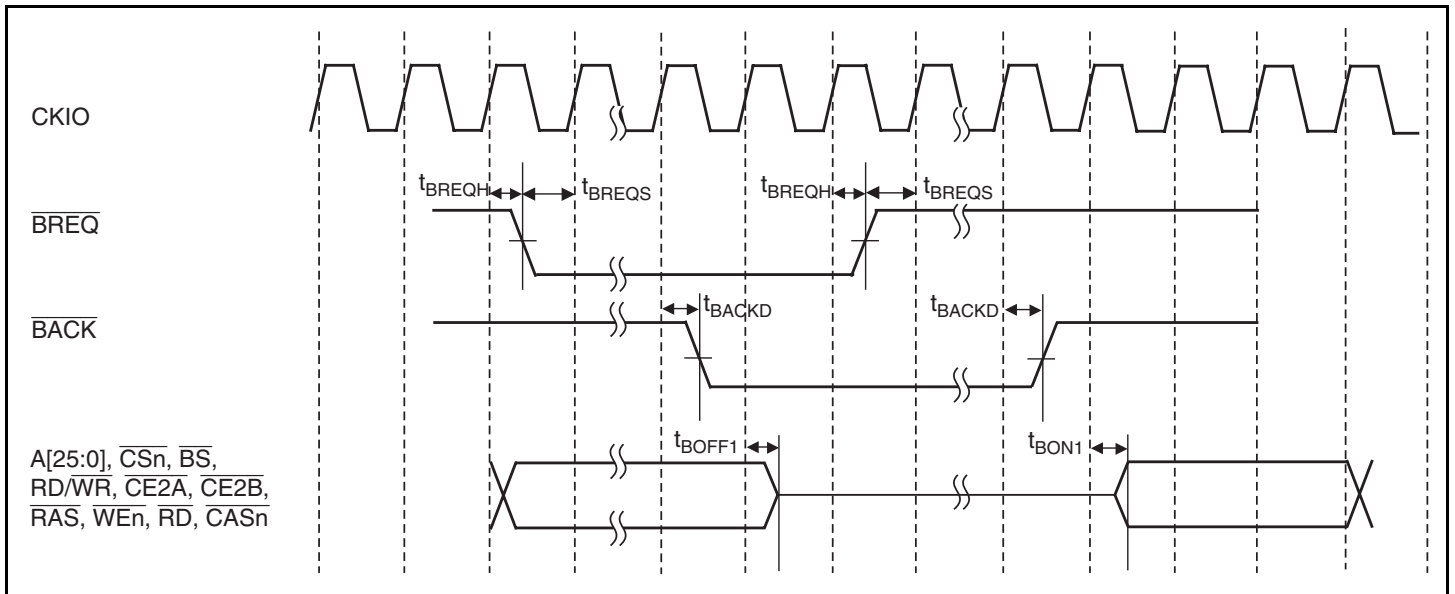 CKIO
tBREQH tBREQS tBREQH tBREQS
BREQ
tBACKD tBACKD
BACK
tBOFF1 tBON1
A[25:0], CSn, BS,
RD/WR, CE2A, CE2B,
RAS, WEn, RD, CASn